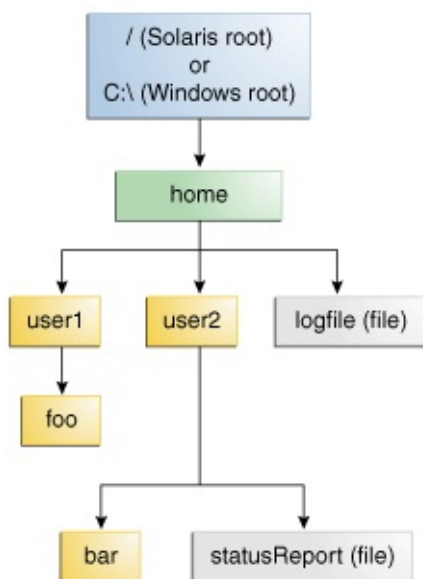 / (Solaris root)
or
C:\ (Windows root)
home
user1
user2
logfile (file)
foo
bar
statusReport (file)